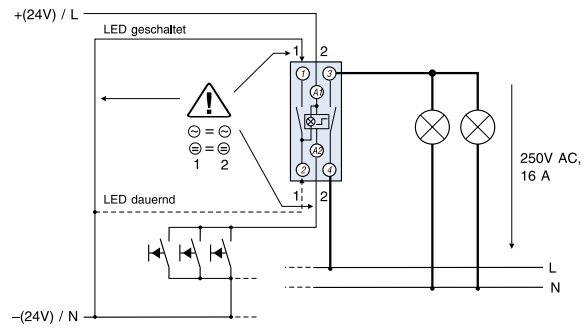 +(24V) / L
LED geschaltet
1 2
1 3
A1
A2
2 4
~ = ~
= = =
1 2
LED dauernd
1 2
250V AC,
16 A
L
N
–(24V) / N